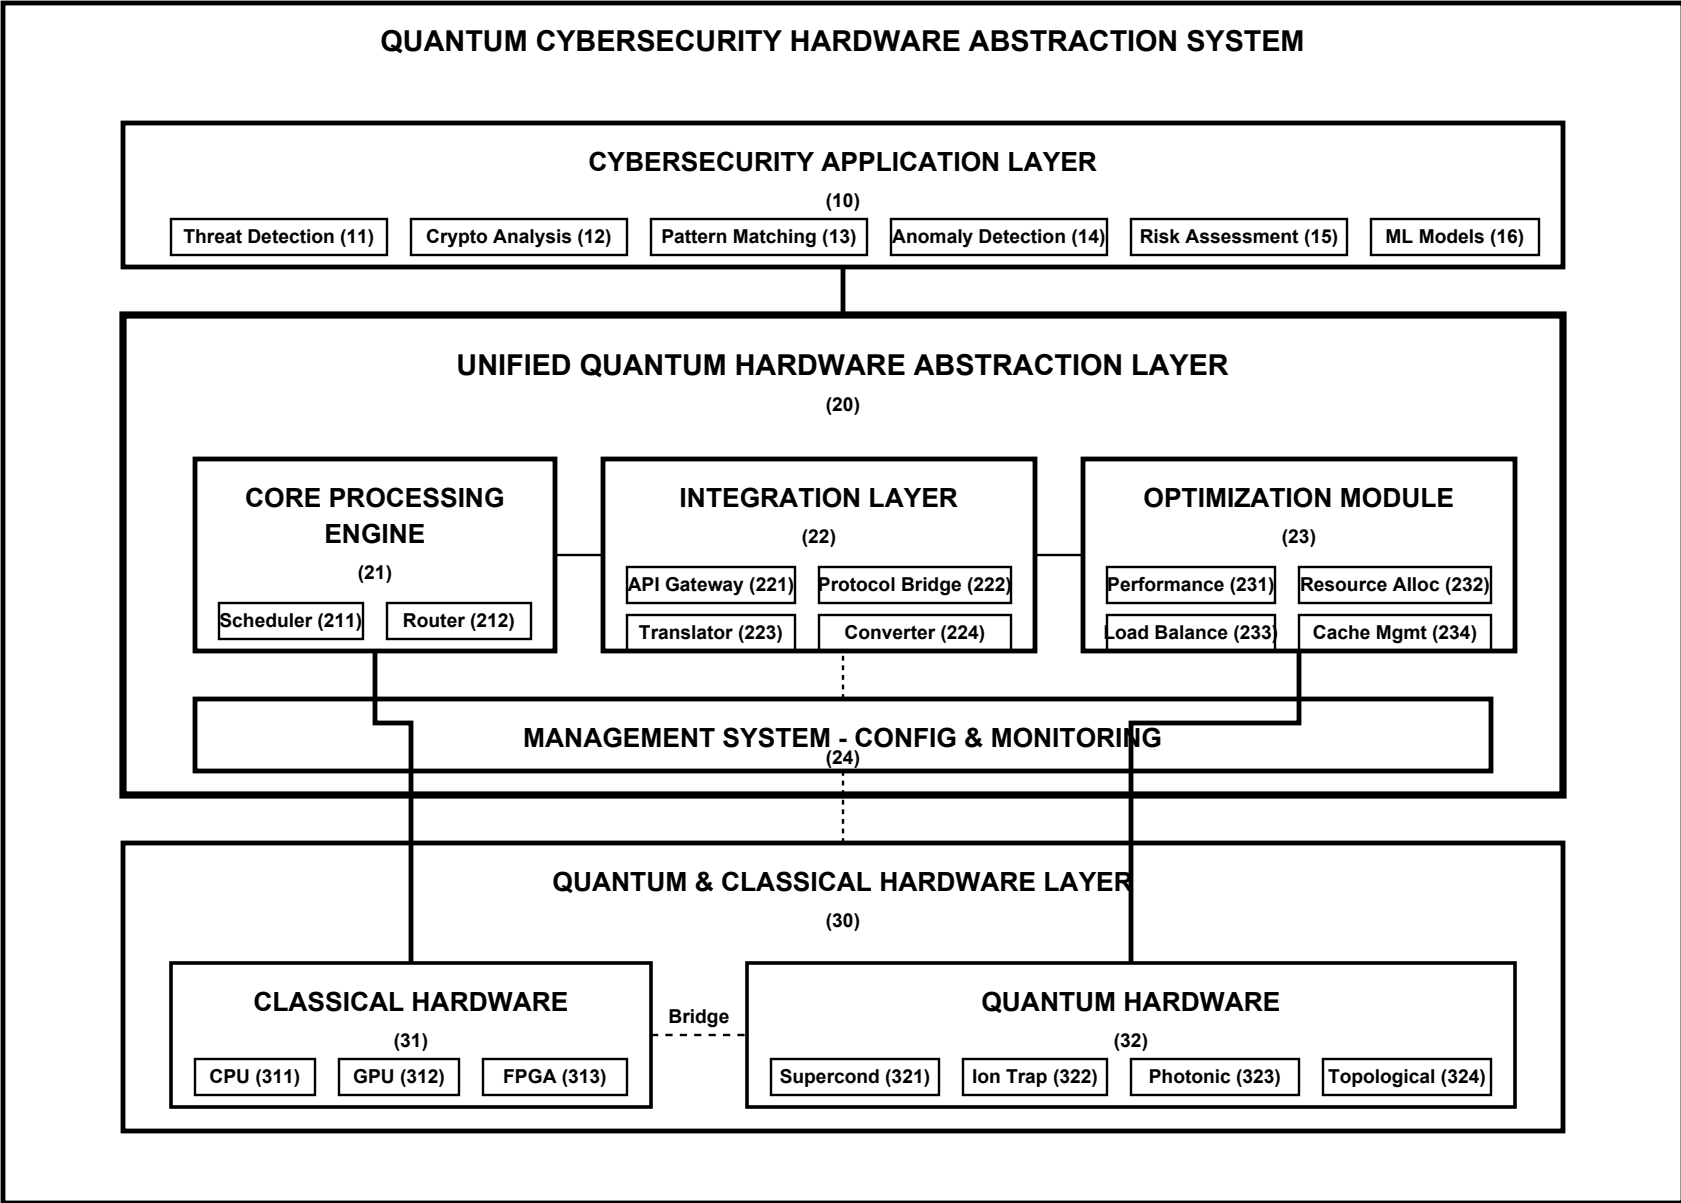 QUANTUM CYBERSECURITY HARDWARE ABSTRACTION SYSTEM
CYBERSECURITY APPLICATION LAYER
(10)
Threat Detection (11)
Crypto Analysis (12)
Pattern Matching (13)
Anomaly Detection (14)
Risk Assessment (15)
ML Models (16)
UNIFIED QUANTUM HARDWARE ABSTRACTION LAYER
(20)
CORE PROCESSING
ENGINE
(21)
Scheduler (211)
Router (212)
INTEGRATION LAYER
(22)
API Gateway (221)
Protocol Bridge (222)
Translator (223)
Converter (224)
OPTIMIZATION MODULE
(23)
Performance (231)
Resource Alloc (232)
Load Balance (233)
Cache Mgmt (234)
MANAGEMENT SYSTEM - CONFIG & MONITORING
(24)
QUANTUM & CLASSICAL HARDWARE LAYER
(30)
CLASSICAL HARDWARE
(31)
CPU (311)
GPU (312)
FPGA (313)
Bridge
QUANTUM HARDWARE
(32)
Supercond (321)
Ion Trap (322)
Photonic (323)
Topological (324)